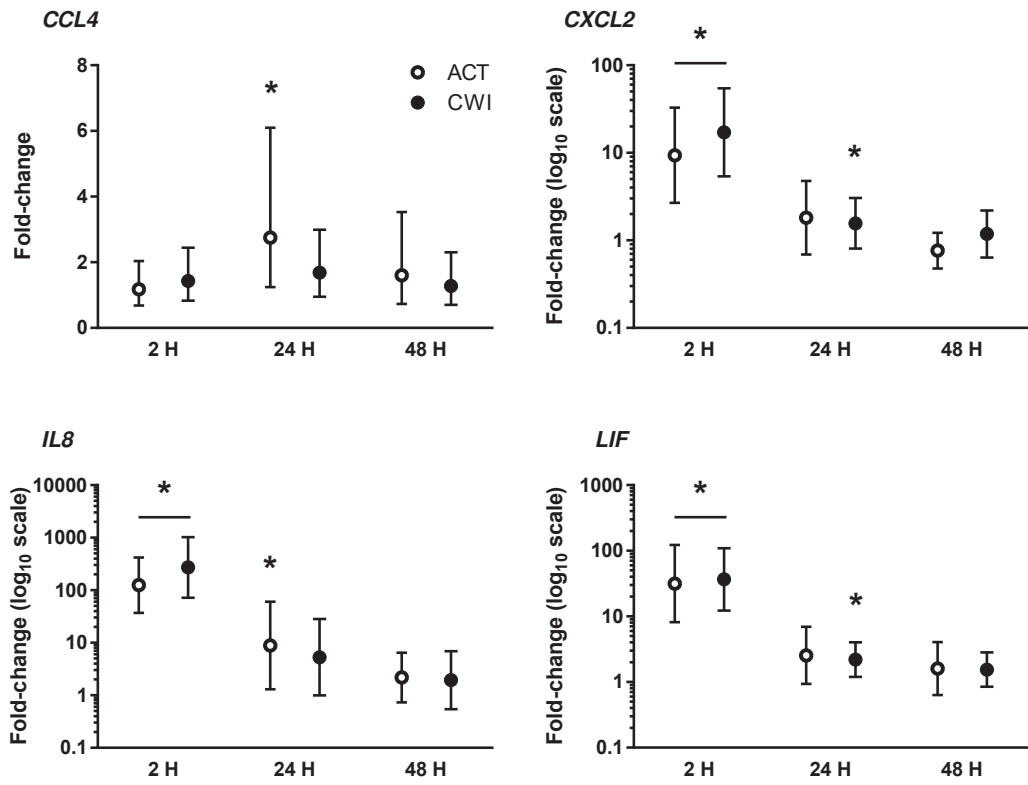 CCL4
Fold-change
8
6
4
2
0
*
ACT
CWI
2 H 24 H 48 H
CXCL2
Fold-change (log10 scale)
100
10
1
0.1
*
*
2 H 24 H 48 H
IL8
Fold-change (log10 scale)
10000
1000
100
10
1
0.1
*
*
2 H 24 H 48 H
LIF
Fold-change (log10 scale)
1000
100
10
1
0.1
*
*
2 H 24 H 48 H